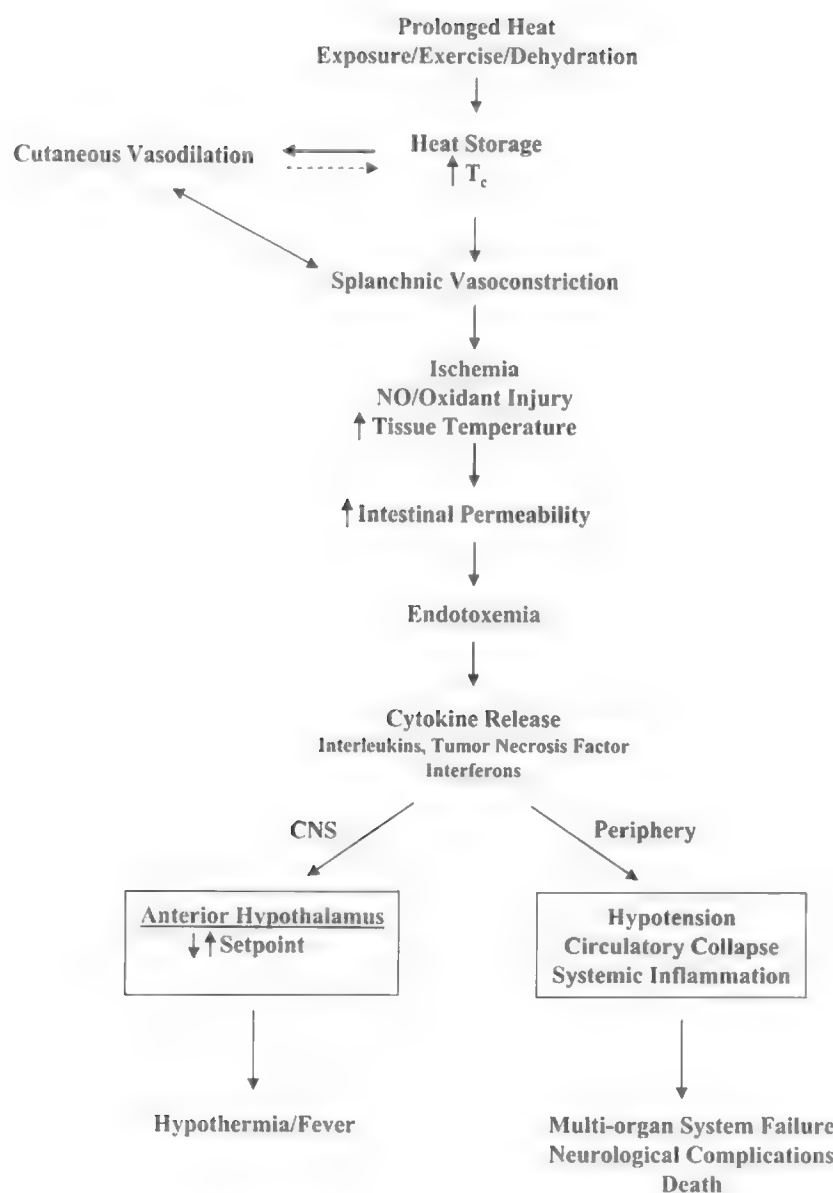 Prolonged Heat
Exposure/Exercise/Dehydration
Cutaneous Vasodilation
Heat Storage
↑ Tc
Splanchnic Vasoconstriction
Ischemia
NO/Oxidant Injury
↑ Tissue Temperature
↑ Intestinal Permeability
Endotoxemia
Cytokine Release
Interleukins, Tumor Necrosis Factor
Interferons
CNS
Periphery
Anterior Hypothalamus
↓ ↑ Setpoint
Hypotension
Circulatory Collapse
Systemic Inflammation
Hypothermia/Fever
Multi-organ System Failure
Neurological Complications
Death